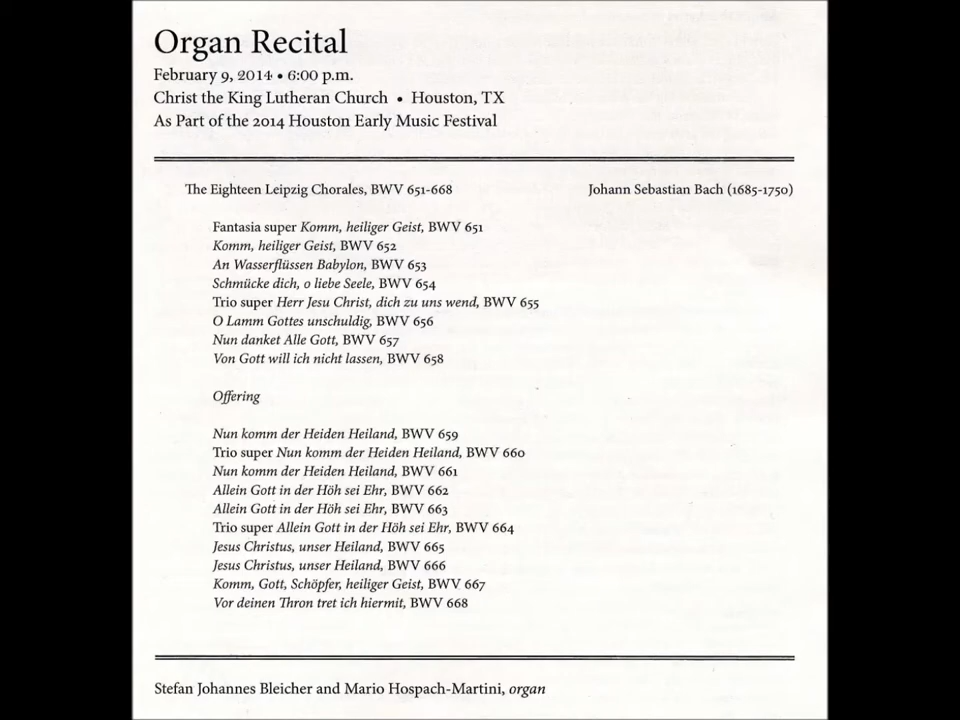 Organ Recital
February 9, 2014 • 6:00 p.m.
Christ the King Lutheran Church • Houston, TX
As Part of the 2014 Houston Early Music Festival
The Eighteen Leipzig Chorales, BWV 651-668 Johann Sebastian Bach (1685-1750)
Fantasia super Komm, heiliger Geist, BWV 651
Komm, heiliger Geist, BWV 652
An Wasserflüssen Babylon, BWV 653
Schmücke dich, o liebe Seele, BWV 654
Trio super Herr Jesu Christ, dich zu uns wend, BWV 655
O Lamm Gottes unschuldig, BWV 656
Nun danket Alle Gott, BWV 657
Von Gott will ich nicht lassen, BWV 658
Offering
Nun komm der Heiden Heiland, BWV 659
Trio super Nun komm der Heiden Heiland, BWV 660
Nun komm der Heiden Heiland, BWV 661
Allein Gott in der Höh sei Ehr, BWV 662
Allein Gott in der Höh sei Ehr, BWV 663
Trio super Allein Gott in der Höh sei Ehr, BWV 664
Jesus Christus, unser Heiland, BWV 665
Jesus Christus, unser Heiland, BWV 666
Komm, Gott, Schöpfer, heiliger Geist, BWV 667
Vor deinen Thron tret ich hiermit, BWV 668
Stefan Johannes Bleicher and Mario Hospach-Martini, organ